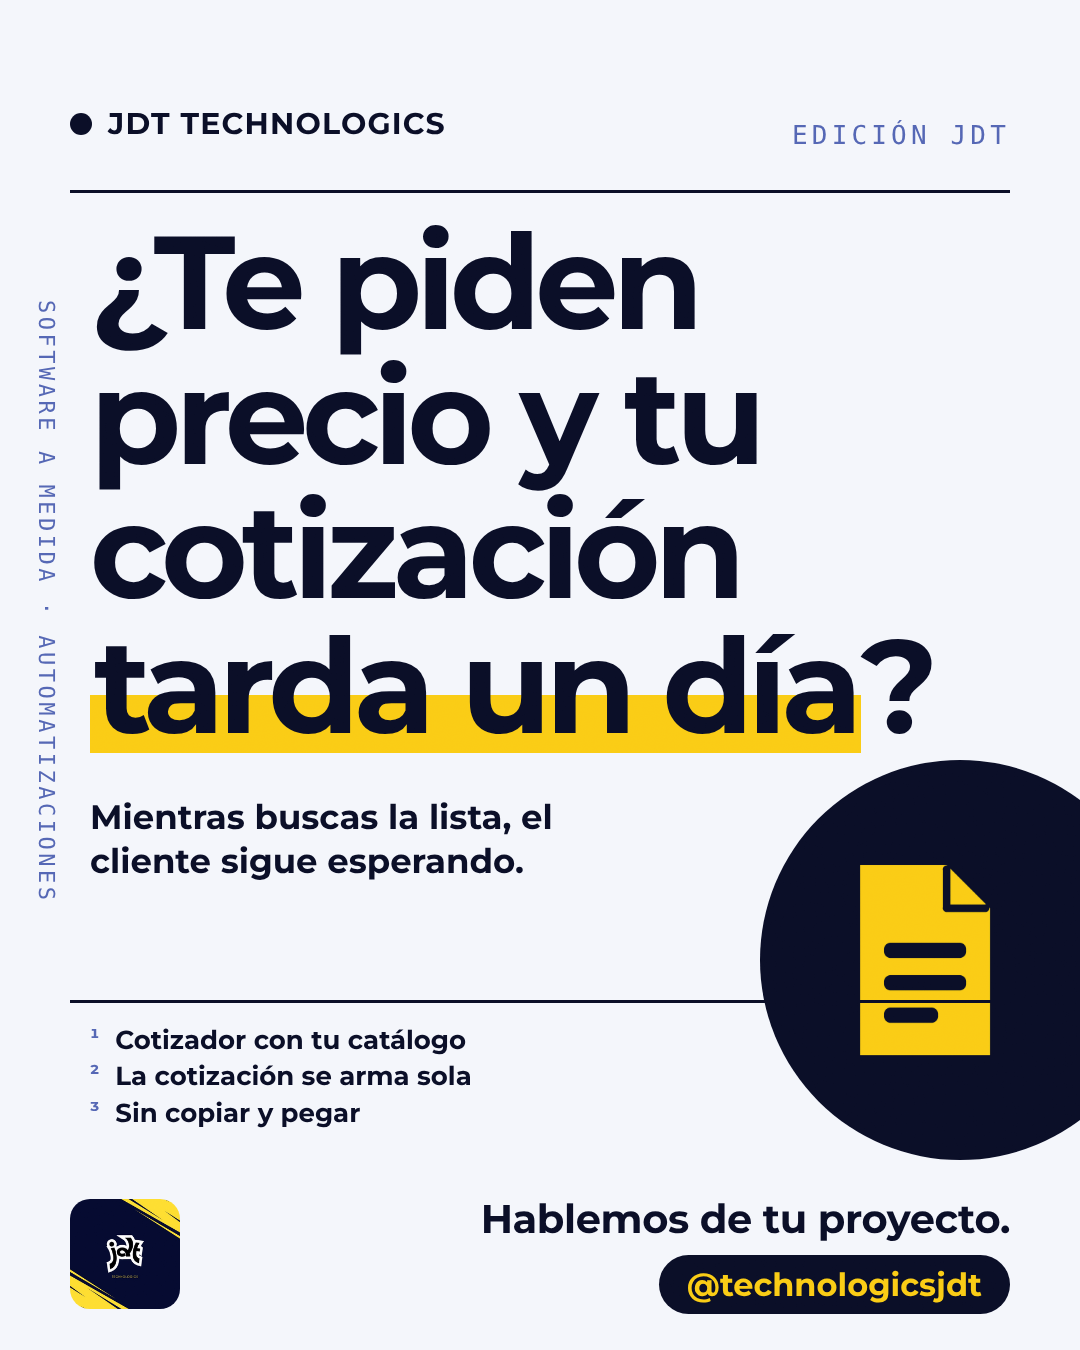 JDT TECHNOLOGICS
EDICIÓN JDT
SOFTWARE A MEDIDA · AUTOMATIZACIONES
¿Te piden
precio y tu
cotización
tarda un día?
Mientras buscas la lista, el
cliente sigue esperando.
¹ Cotizador con tu catálogo
² La cotización se arma sola
³ Sin copiar y pegar
jdt
Hablemos de tu proyecto.
@technologicsjdt